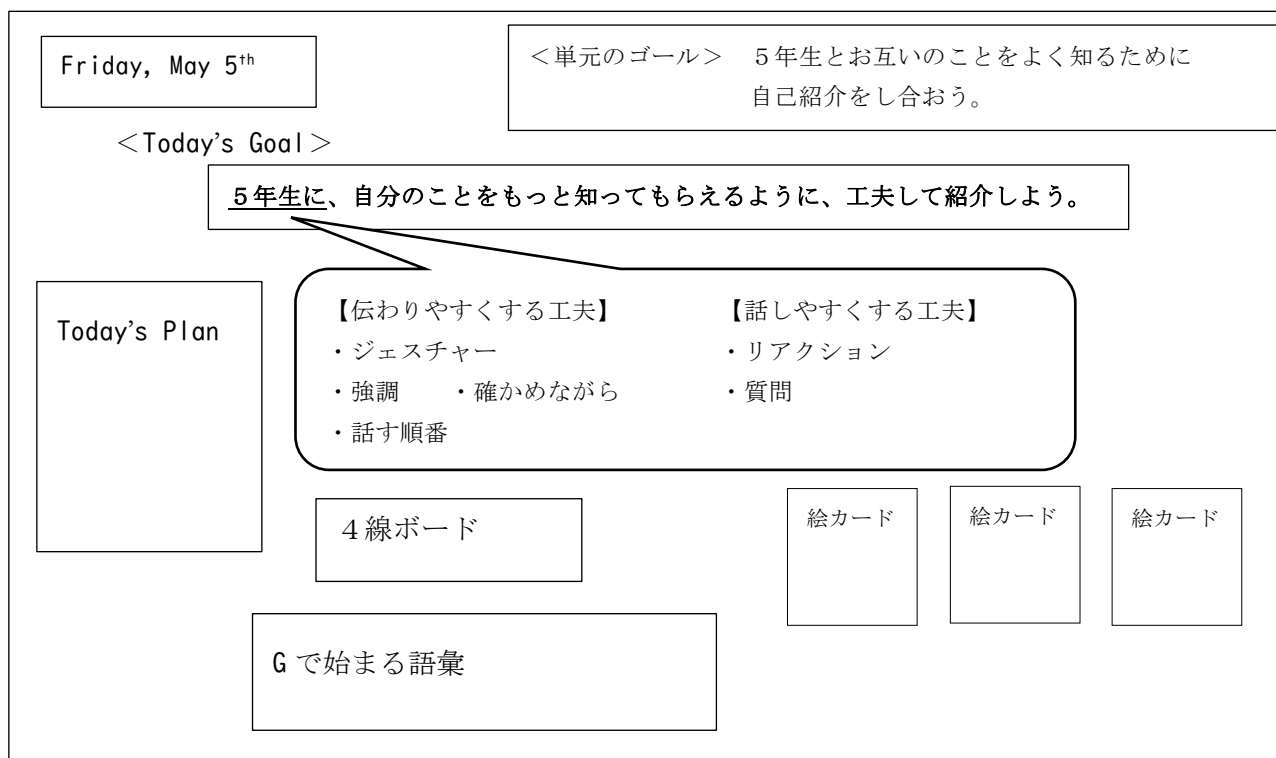 Friday, May 5th
＜単元のゴール＞　５年生とお互いのことをよく知るために
自己紹介をし合おう。
＜Today’s Goal＞
５年生に、自分のことをもっと知ってもらえるように、工夫して紹介しよう。
Today’s Plan
【伝わりやすくする工夫】
・ジェスチャー
・強調　　・確かめながら
・話す順番
【話しやすくする工夫】
・リアクション
・質問
４線ボード
絵カード
絵カード
絵カード
G で始まる語彙